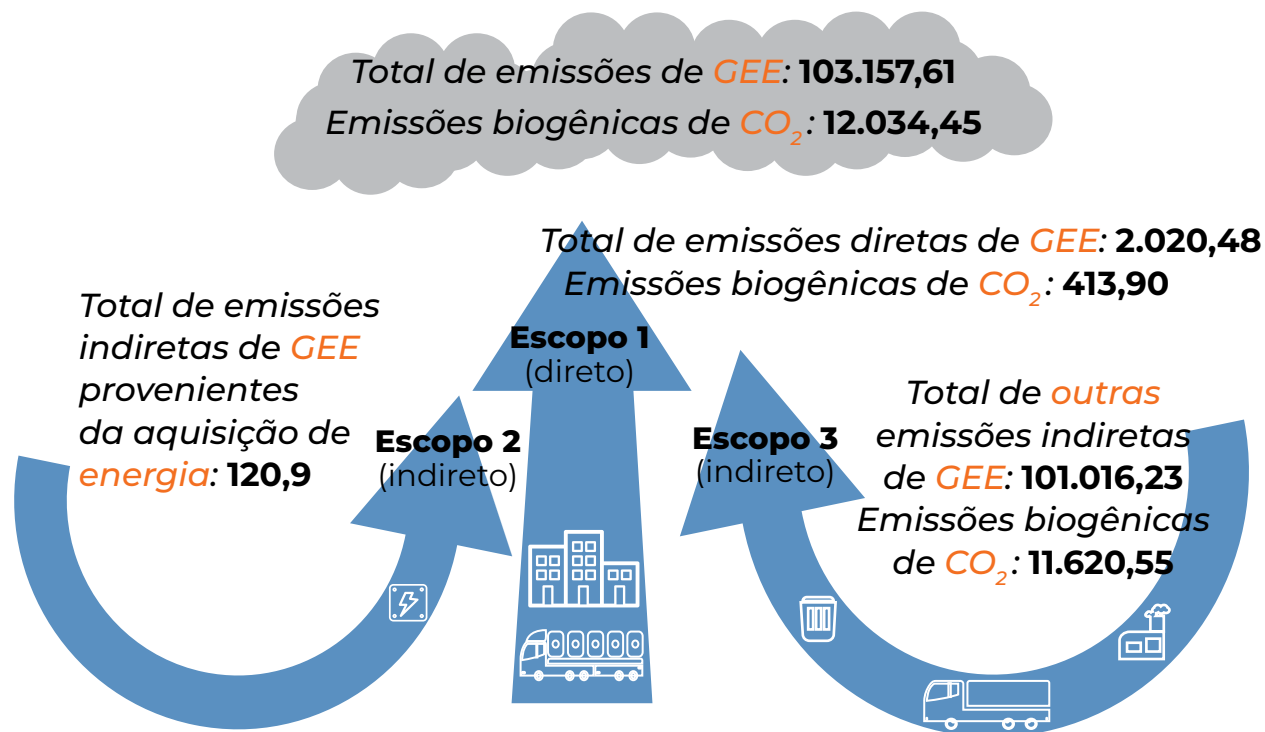 Total de emissões de GEE: 103.157,61
Emissões biogênicas de CO₂: 12.034,45
Total de emissões diretas de GEE: 2.020,48
Emissões biogênicas de CO₂: 413,90
Escopo 1
(direto)
Total de emissões
indiretas de GEE
provenientes
da aquisição de
energia: 120,9
Escopo 2
(indireto)
Escopo 3
(indireto)
Total de outras
emissões indiretas
de GEE: 101.016,23
Emissões biogênicas
de CO₂: 11.620,55